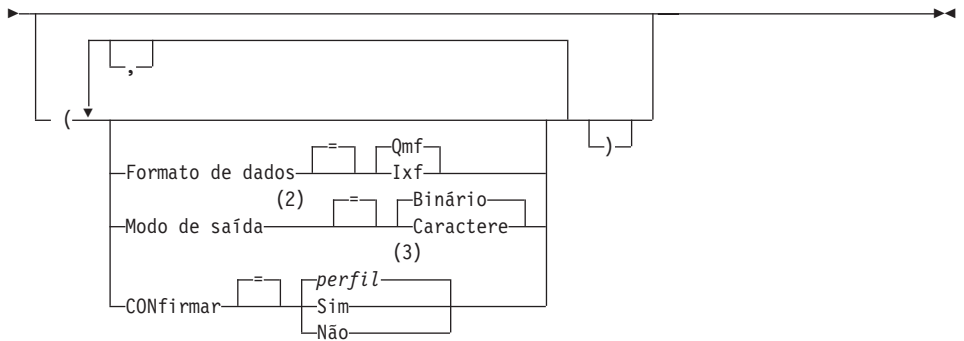 ,
( )
= Qmf
Formato de dados Ixf
(2) = Binário
Modo de saída Caractere
(3)
= perfil
CONfirmar Sim
Não